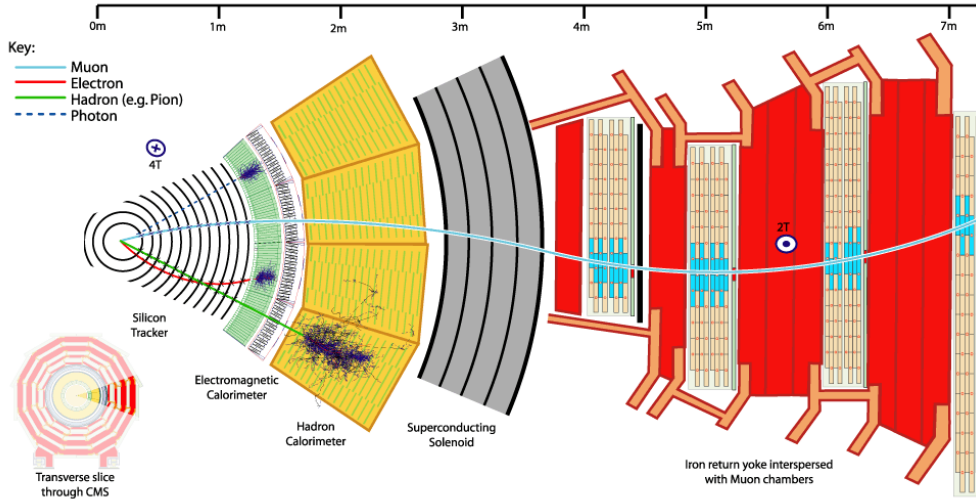 0m 1m 2m 3m 4m 5m 6m 7m
Key:
Muon
Electron
Hadron (e.g. Pion)
Photon
4T
2T
Silicon
Tracker
Electromagnetic
Calorimeter
Hadron
Calorimeter
Superconducting
Solenoid
Iron return yoke interspersed
with Muon chambers
Transverse slice
through CMS